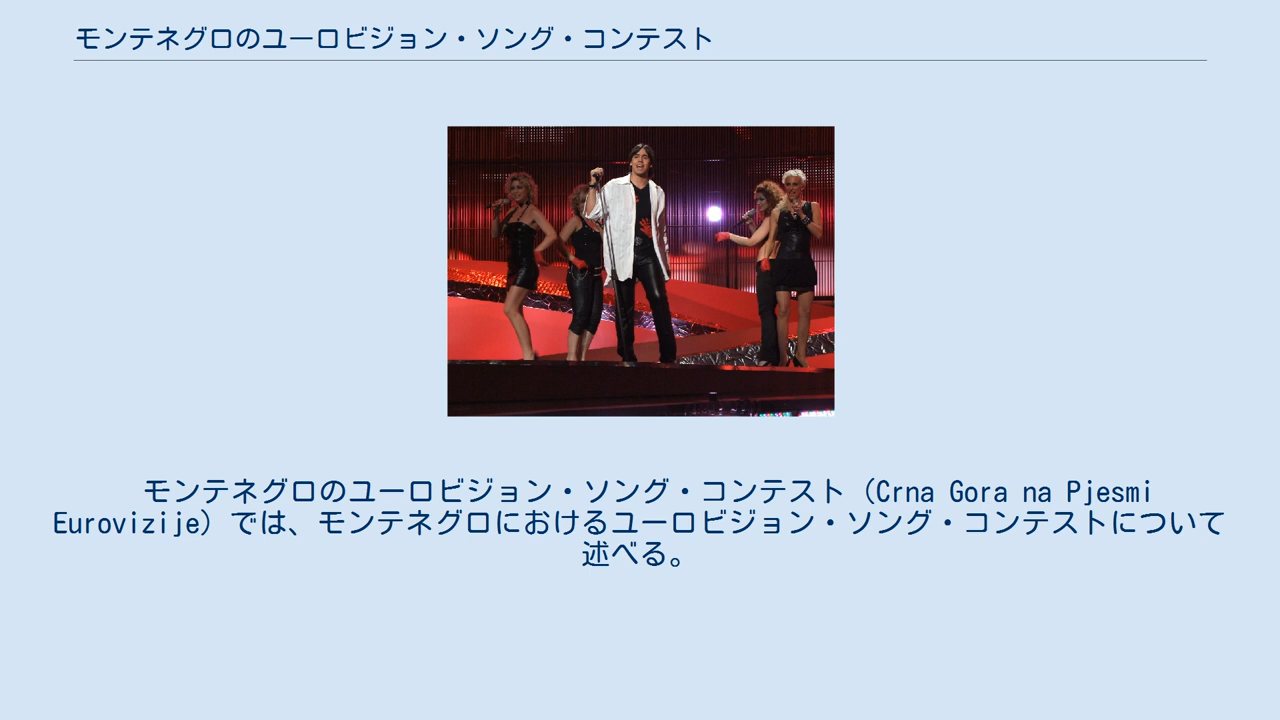 モンテネグロのユーロビジョン・ソング・コンテスト
モンテネグロのユーロビジョン・ソング・コンテスト（Crna Gora na Pjesmi
Eurovizije）では、モンテネグロにおけるユーロビジョン・ソング・コンテストについて
述べる。